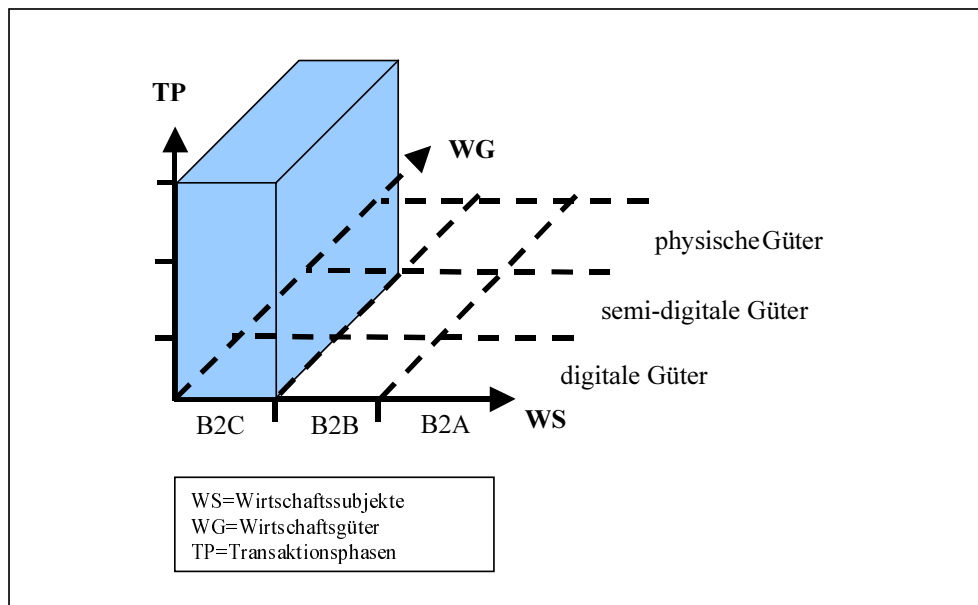 TP
WG
physische Güter
semi-digitale Güter
digitale Güter
B2C B2B B2A WS
WS=Wirtschaftssubjekte
WG=Wirtschaftsgüter
TP=Transaktionsphasen